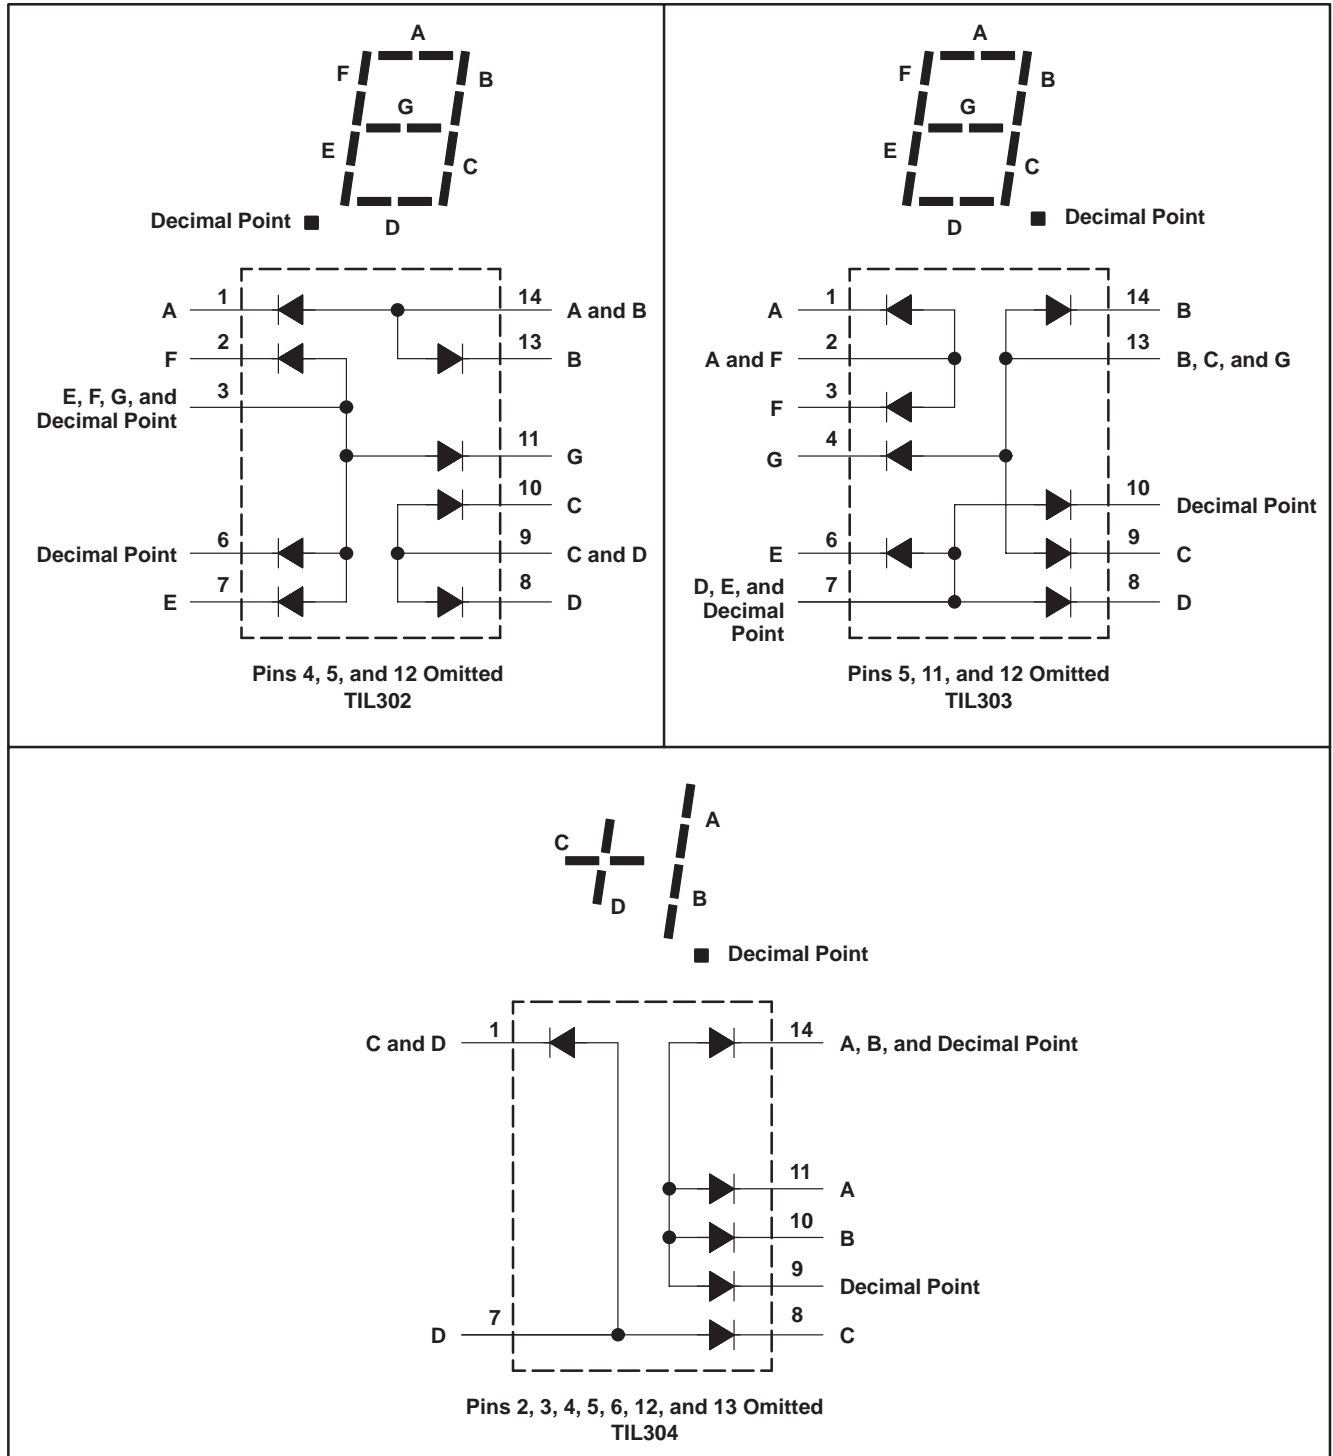 A
F
B
G
E
C
D
Decimal Point
1
A
14
A and B
2
F
13
B
3
E, F, G, and
Decimal Point
11
G
10
C
6
Decimal Point
9
C and D
7
E
8
D
Pins 4, 5, and 12 Omitted
TIL302
A
F
B
G
E
C
D
Decimal Point
1
A
14
B
2
A and F
13
B, C, and G
3
F
4
G
10
Decimal Point
6
E
9
C
7
D, E, and
Decimal
Point
8
D
Pins 5, 11, and 12 Omitted
TIL303
A
C
B
D
Decimal Point
1
C and D
14
A, B, and Decimal Point
11
A
10
B
9
Decimal Point
7
D
8
C
Pins 2, 3, 4, 5, 6, 12, and 13 Omitted
TIL304